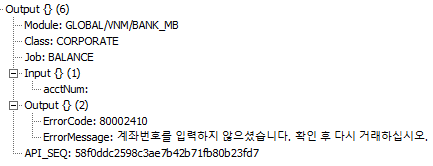 Output {} (6)
Module: GLOBAL/VNM/BANK_MB
Class: CORPORATE
Job: BALANCE
Input {} (1)
acctNum:
Output {} (2)
ErrorCode: 80002410
ErrorMessage: 계좌번호를 입력하지 않으셨습니다. 확인 후 다시 거래하십시오.
API_SEQ: 58f0ddc2598c3ae7b42b71fb80b23fd7